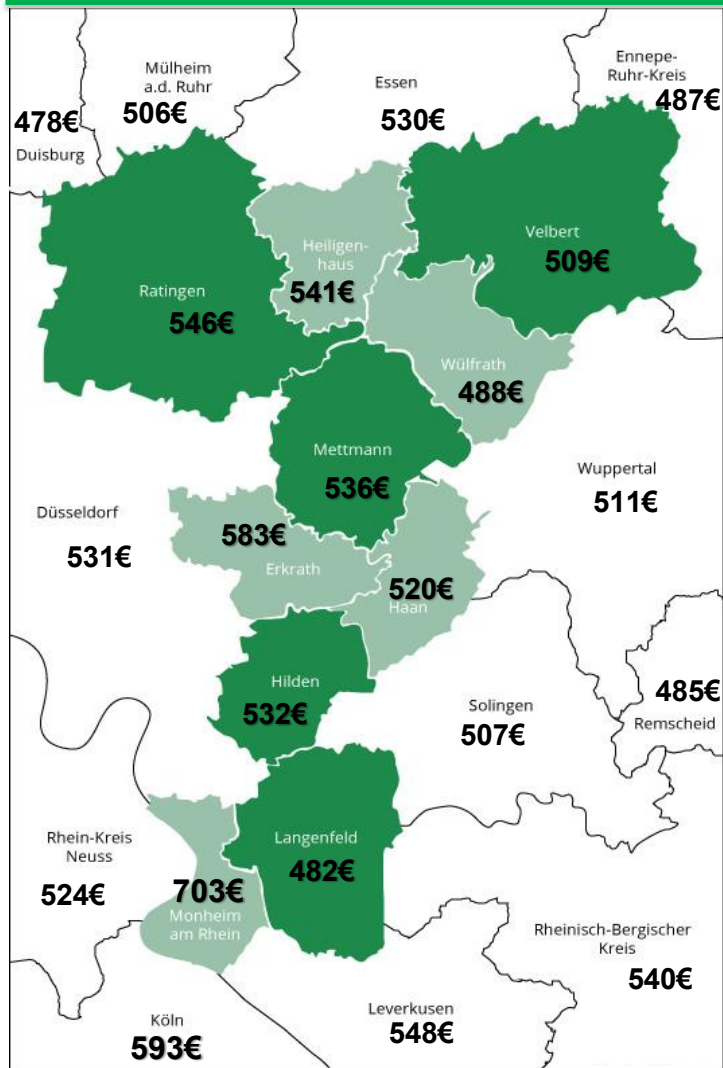 Mülheim
a.d. Ruhr
506€
Essen
530€
Ennepe-
Ruhr-Kreis
487€
478€
Duisburg
Velbert
509€
Heiligen-
haus
541€
Ratingen
546€
Wülfrath
488€
Mettmann
536€
Wuppertal
511€
Düsseldorf
531€
583€
Erkrath
520€
Haan
Hilden
532€
Solingen
507€
485€
Remscheid
Rhein-Kreis
Neuss
524€
Langenfeld
482€
703€
Monheim
am Rhein
Rheinisch-Bergischer
Kreis
540€
Leverkusen
548€
Köln
593€